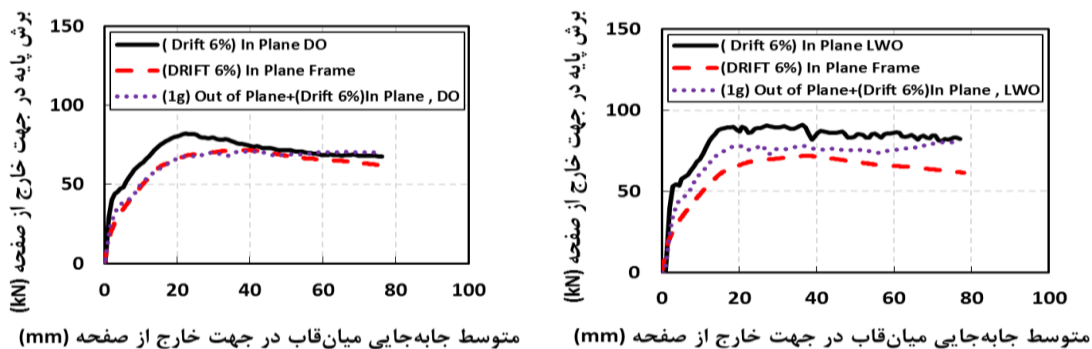 برش پایه در جهت خارج از صفحه (kN)
150
100
50
0
( Drift 6%) In Plane DO
(DRIFT 6%) In Plane Frame
(1g) Out of Plane+(Drift 6%)In Plane , DO
0 20 40 60 80 100
متوسط جابه‌جایی میان‌قاب در جهت خارج از صفحه (mm)
برش پایه در جهت خارج از صفحه (kN)
150
100
50
0
( Drift 6%) In Plane LWO
(DRIFT 6%) In Plane Frame
(1g) Out of Plane+(Drift 6%)In Plane , LWO
0 20 40 60 80 100
متوسط جابه‌جایی میان‌قاب در جهت خارج از صفحه (mm)